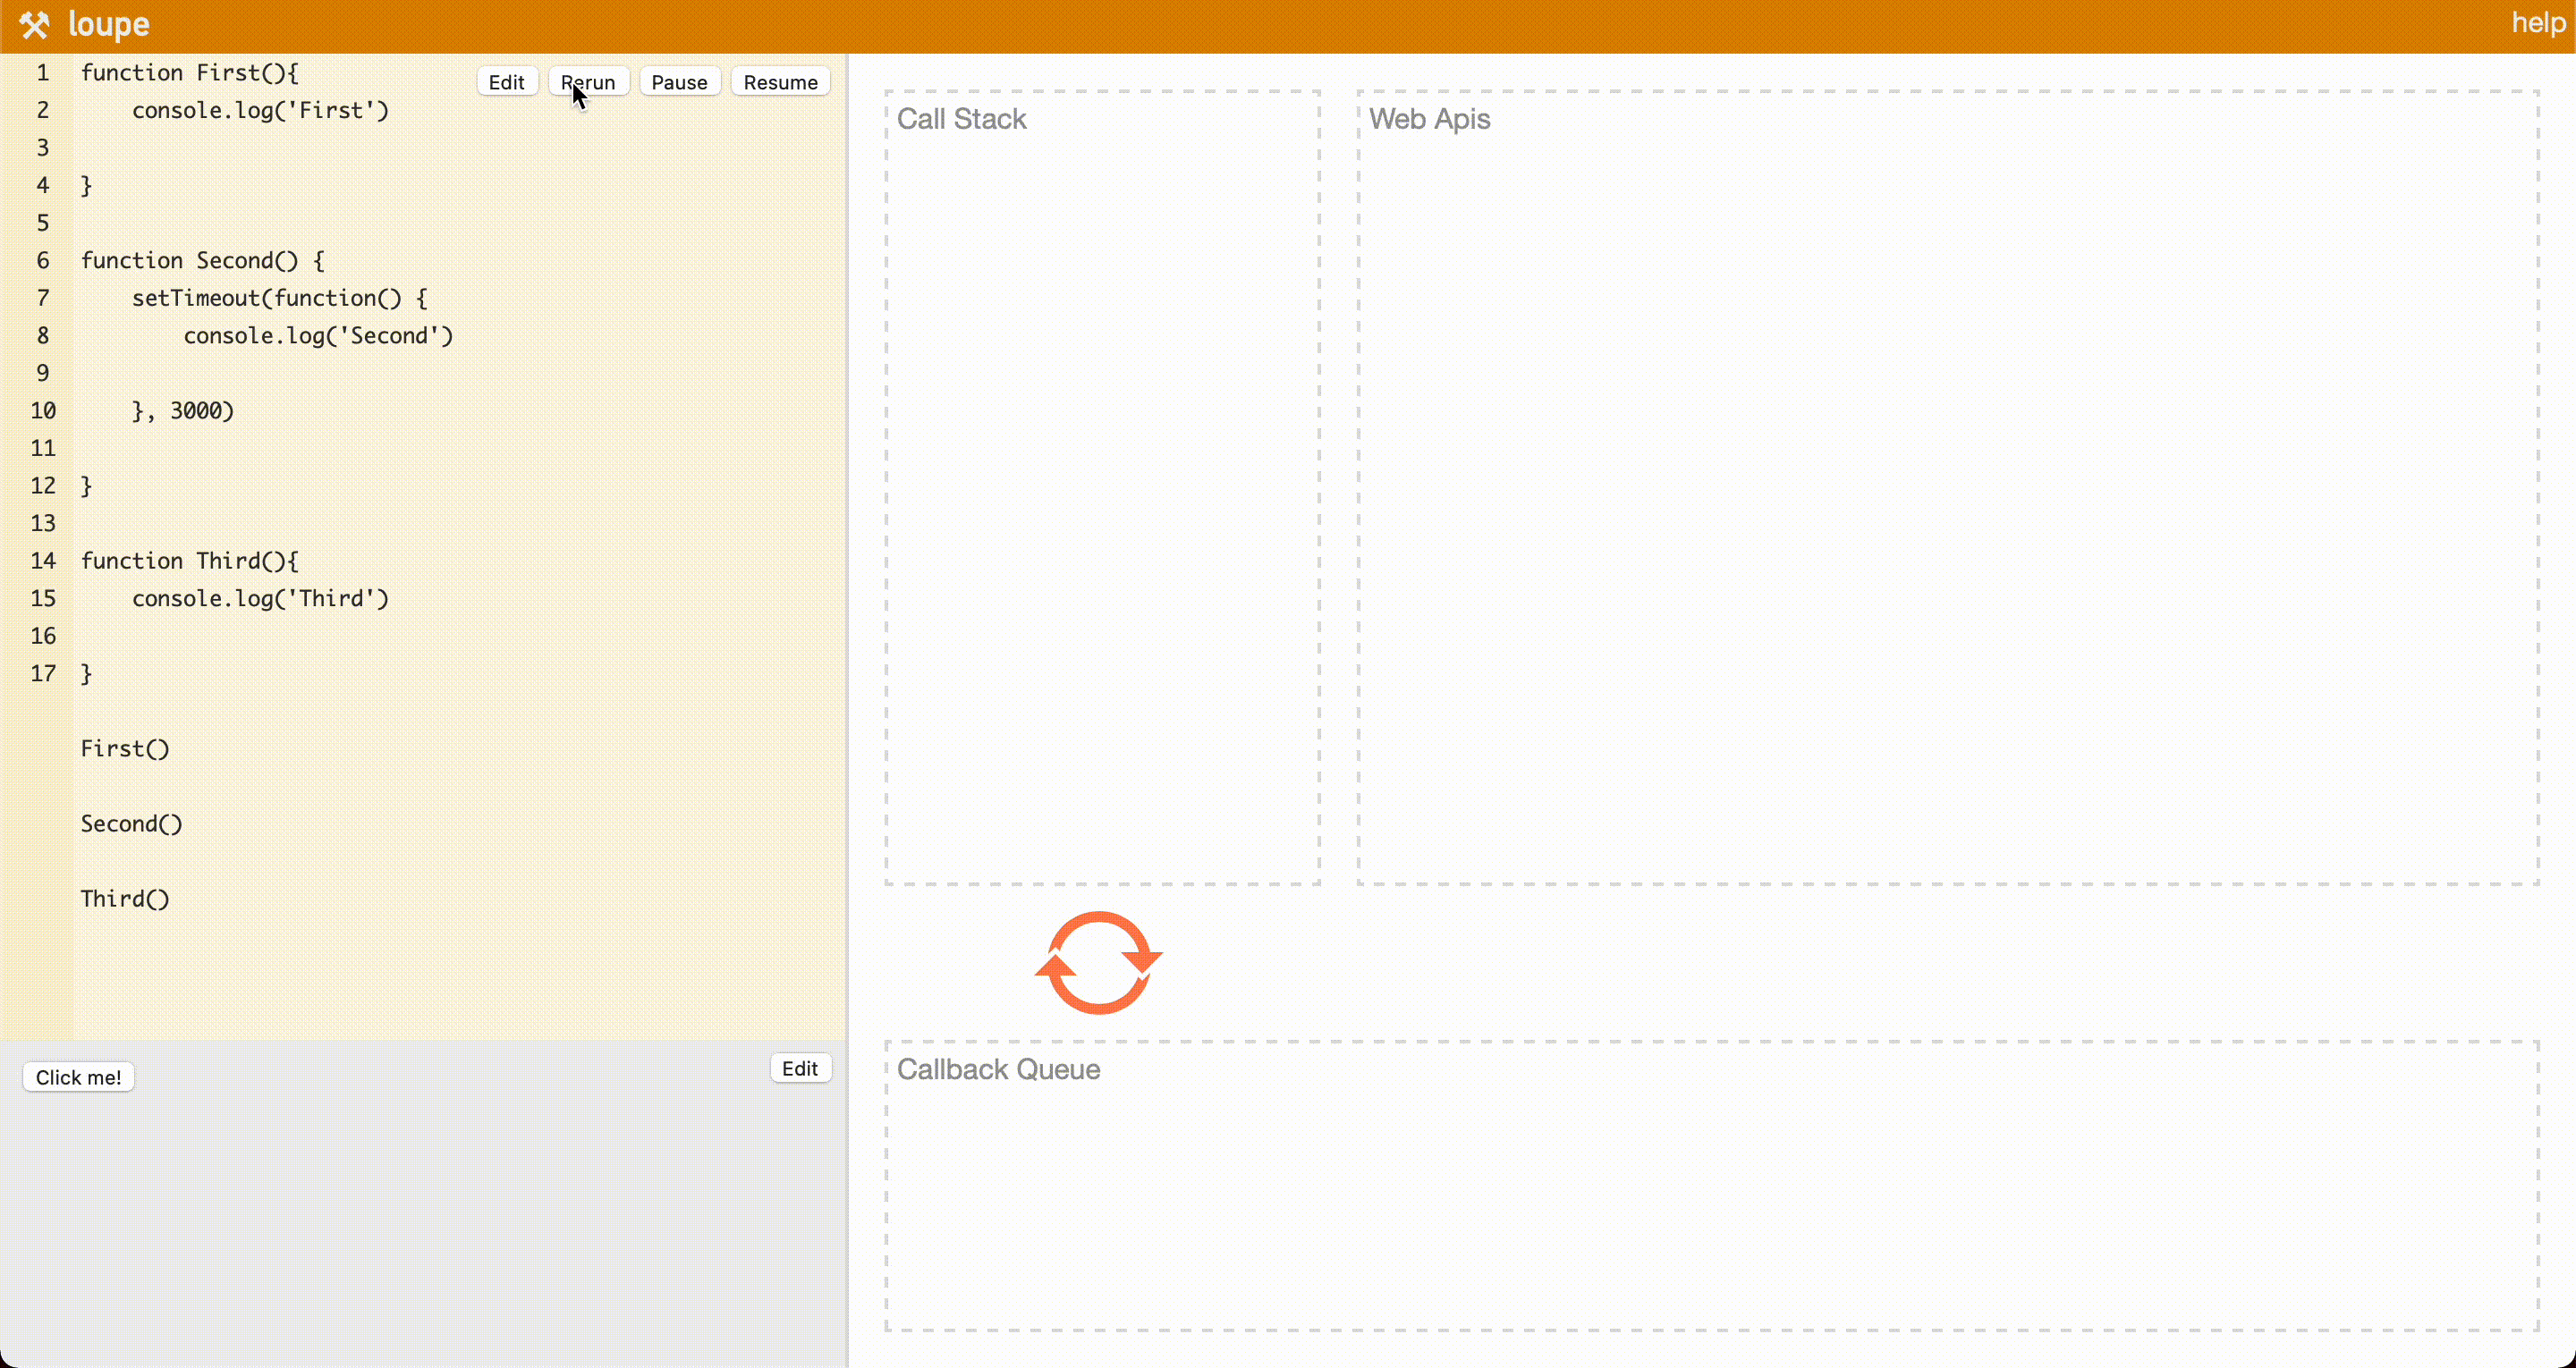 loupe
help
Edit Rerun Pause Resume
1 function First(){
2     console.log('First')
3
4 }
5
6 function Second() {
7     setTimeout(function() {
8         console.log('Second')
9
10     }, 3000)
11
12 }
13
14 function Third(){
15     console.log('Third')
16
17 }
First()
Second()
Third()
Click me!
Edit
Call Stack
Web Apis
Callback Queue